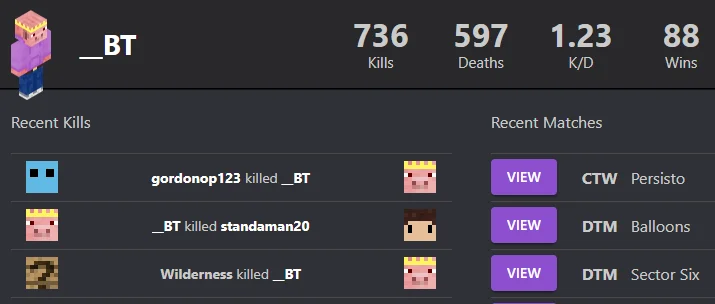 __BT
736 597 1.23 88
Kills Deaths K/D Wins
Recent Kills
gordonop123 killed __BT
__BT killed standaman20
Wilderness killed __BT
Recent Matches
VIEW CTW Persisto
VIEW DTM Balloons
VIEW DTM Sector Six